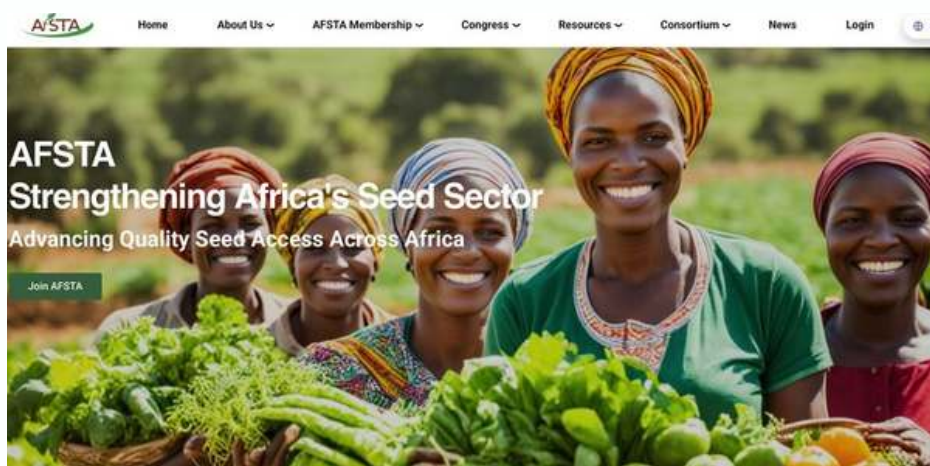 AFSTA
Home
About Us
AFSTA Membership
Congress
Resources
Consortium
News
Login
AFSTA
Strengthening Africa's Seed Sector
Advancing Quality Seed Access Across Africa
Join AFSTA